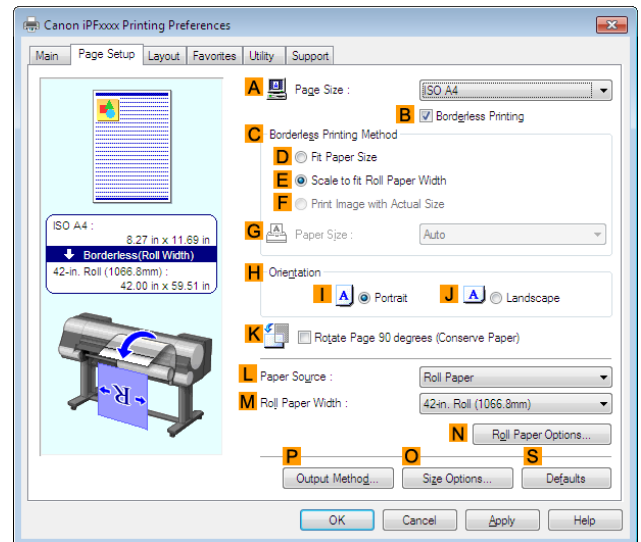 Canon iPFxxxx Printing Preferences
Main Page Setup Layout Favorites Utility Support
A Page Size : ISO A4
B Borderless Printing
C Borderless Printing Method
D Fit Paper Size
E Scale to fit Roll Paper Width
F Print Image with Actual Size
G Paper Size : Auto
ISO A4 :
8.27 in x 11.69 in
Borderless(Roll Width)
42-in. Roll (1066.8mm) :
42.00 in x 59.51 in
H Orientation
I A Portrait J A Landscape
K Rotate Page 90 degrees (Conserve Paper)
R
L Paper Source : Roll Paper
M Roll Paper Width : 42-in. Roll (1066.8mm)
N Roll Paper Options...
P O S
Output Method... Size Options... Defaults
OK Cancel Apply Help